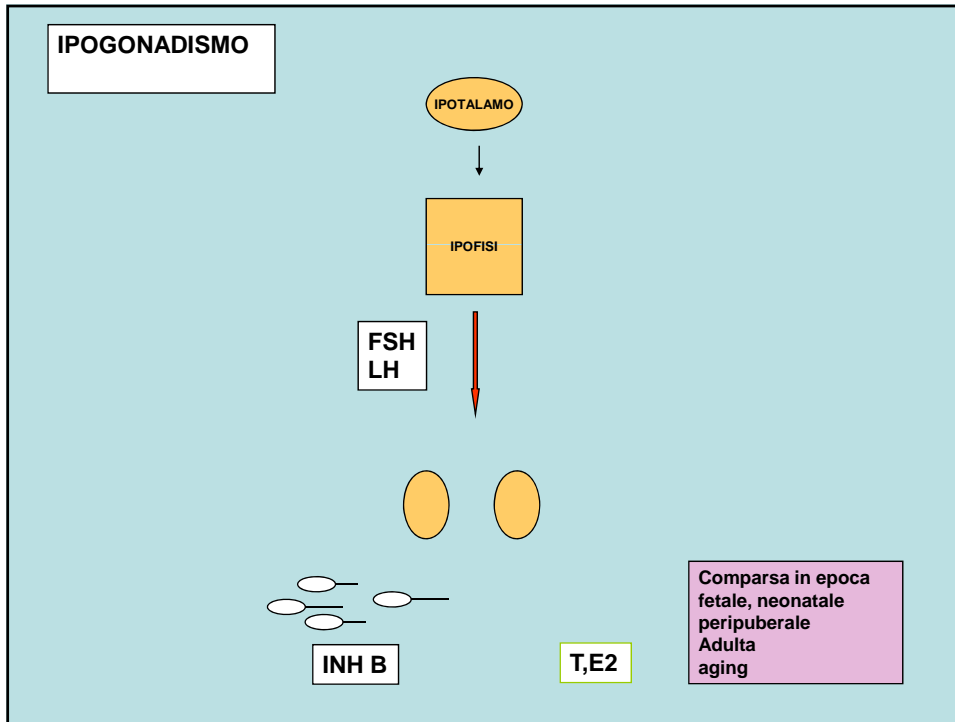 IPOGONADISMO
IPOTALAMO
IPOFISI
FSH
LH
INH B
T,E2
Comparsa in epoca
fetale, neonatale
peripuberale
Adulta
aging